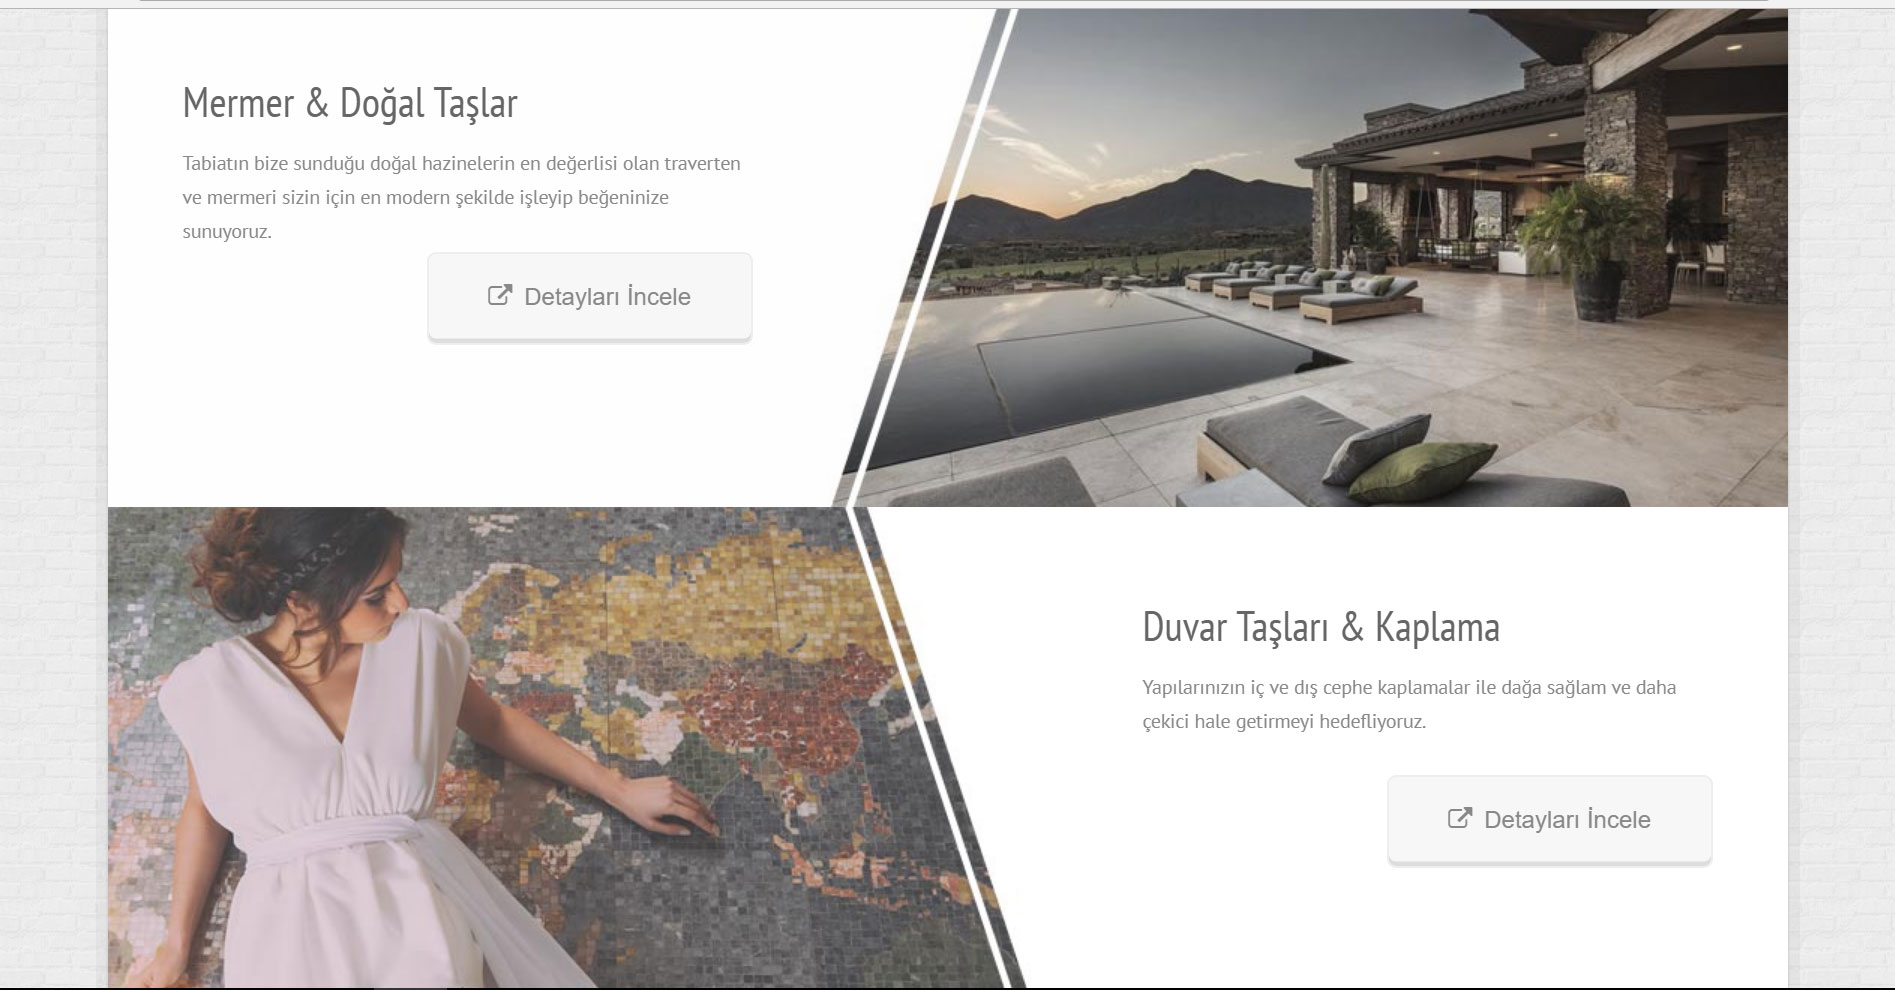 Mermer & Doğal Taşlar
Tabiatın bize sunduğu doğal hazinelerin en değerlisi olan traverten
ve mermeri sizin için en modern şekilde işleyip beğeninize
sunuyoruz.
Detayları İncele
Duvar Taşları & Kaplama
Yapılarınızın iç ve dış cephe kaplamalar ile dağa sağlam ve daha
çekici hale getirmeyi hedefliyoruz.
Detayları İncele